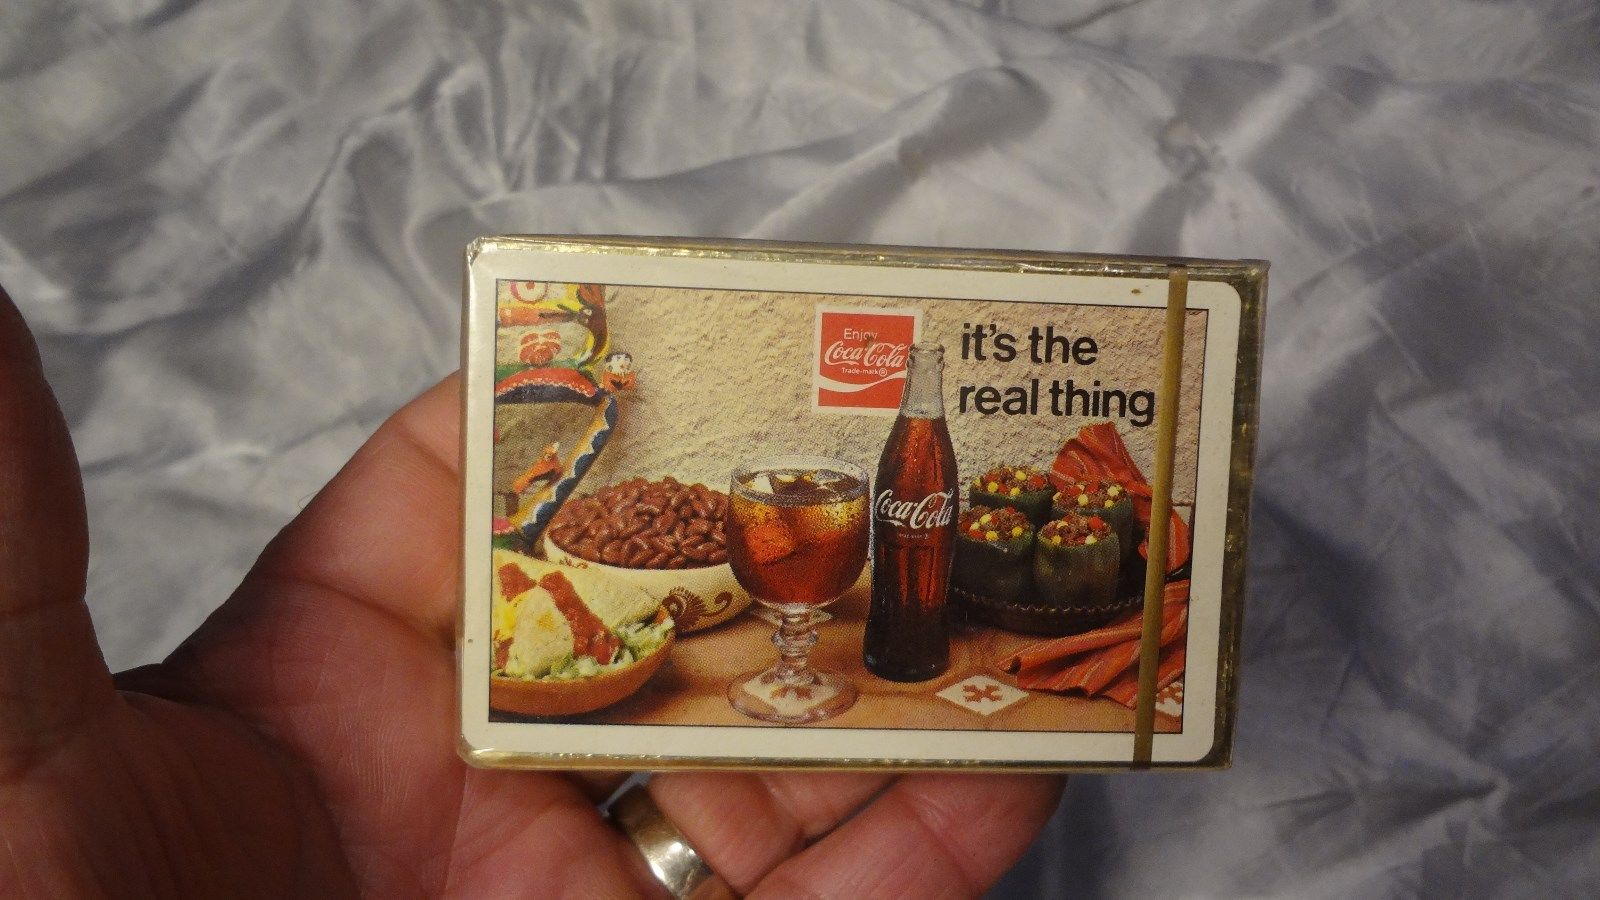 Enjoy
Coca-Cola
Trade-mark®
it's the
real thing
Coca-Cola